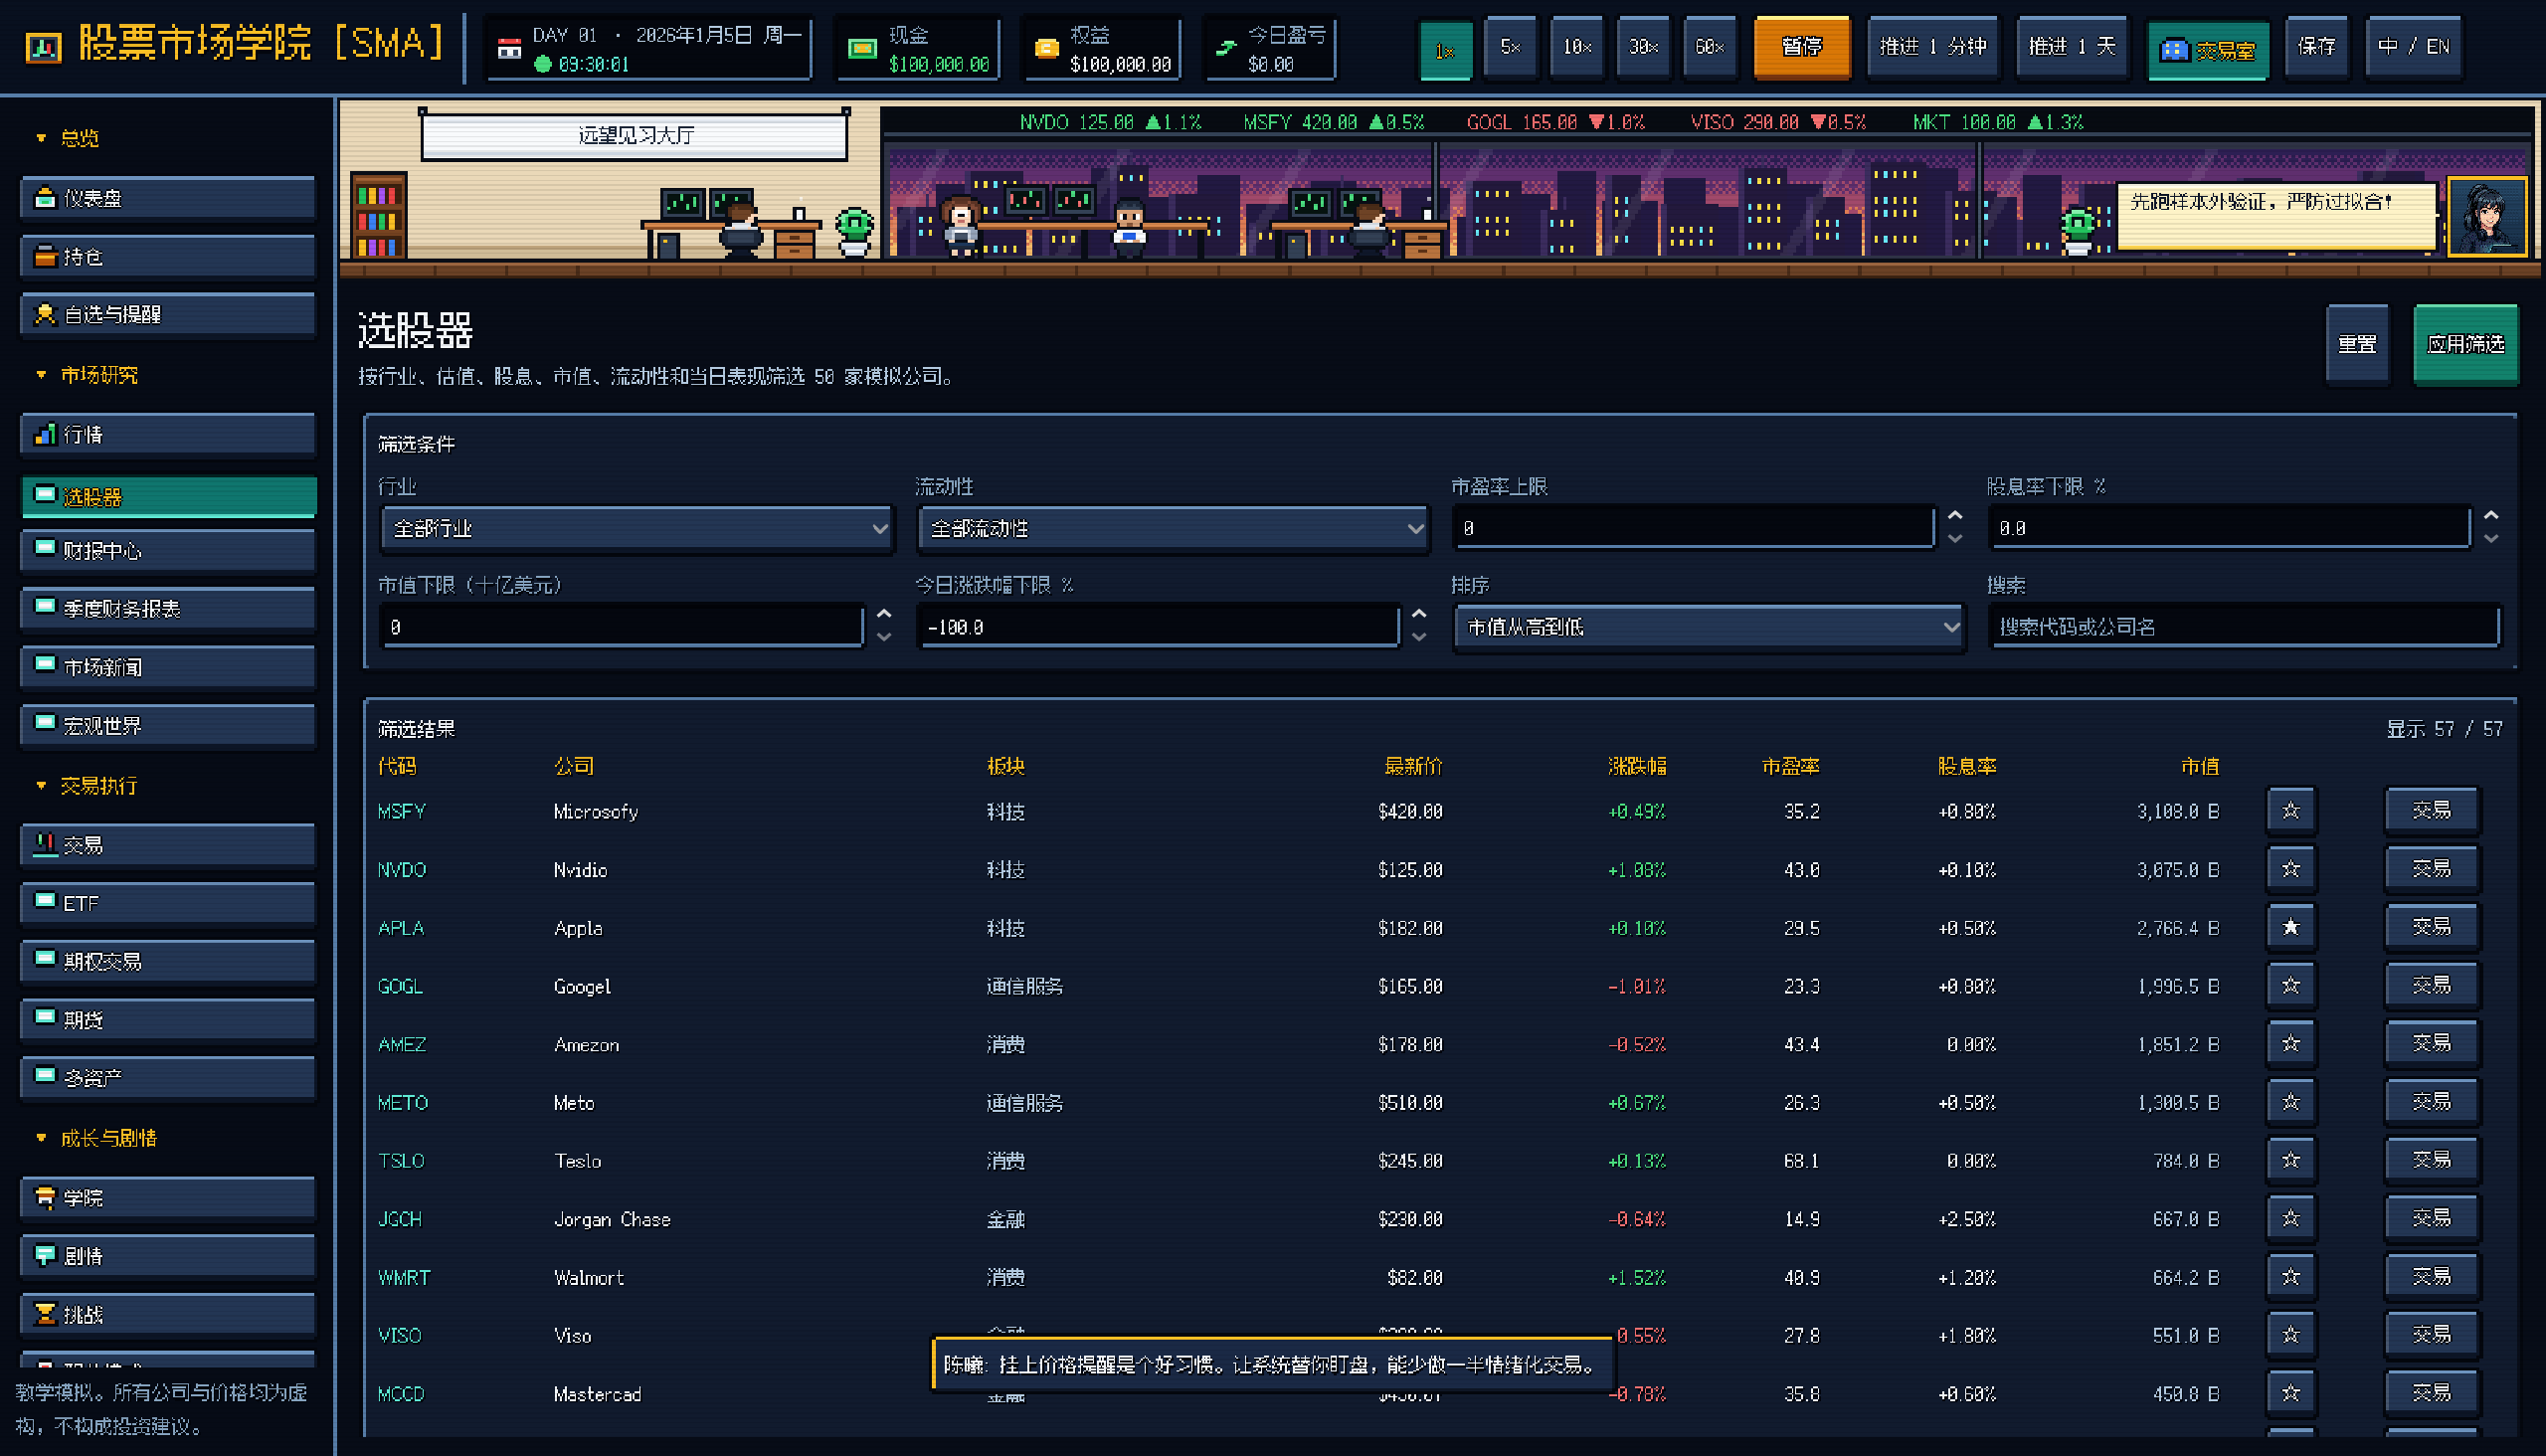 股票市场学院 [SMA]
DAY 01 · 2026年1月5日 周一
09:30:01
现金
$100,000.00
权益
$100,000.00
今日盈亏
$0.00
1×
5×
10×
30×
60×
暂停
推进 1 分钟
推进 1 天
交易室
保存
中 / EN
总览
仪表盘
持仓
自选与提醒
市场研究
行情
选股器
财报中心
季度财务报表
市场新闻
宏观世界
交易执行
交易
ETF
期权交易
期货
多资产
成长与剧情
学院
剧情
挑战
教学模拟。所有公司与价格均为虚
构，不构成投资建议。
远望见习大厅
NVDO 125.00 ▲1.1% MSFY 420.00 ▲0.5% GOGL 165.00 ▼1.0% VISO 290.00 ▼0.5% MKT 100.00 ▲1.3%
先跑样本外验证，严防过拟合！
选股器
按行业、估值、股息、市值、流动性和当日表现筛选 50 家模拟公司。
重置
应用筛选
筛选条件
行业 流动性 市盈率上限 股息率下限 %
全部行业 全部流动性 0 0.0
市值下限（十亿美元） 今日涨跌幅下限 % 排序 搜索
0 -100.0 市值从高到低 搜索代码或公司名
筛选结果 显示 57 / 57
代码 公司 板块 最新价 涨跌幅 市盈率 股息率 市值
MSFY Microsofy 科技 $420.00 +0.49% 35.2 +0.80% 3,108.0 B ☆ 交易
NVDO Nvidio 科技 $125.00 +1.08% 43.0 +0.10% 3,075.0 B ☆ 交易
APLA Appla 科技 $182.00 +0.10% 29.5 +0.50% 2,766.4 B ★ 交易
GOGL Googel 通信服务 $165.00 -1.01% 23.3 +0.80% 1,996.5 B ☆ 交易
AMEZ Amezon 消费 $178.00 -0.52% 43.4 0.00% 1,851.2 B ☆ 交易
METO Meto 通信服务 $510.00 +0.67% 26.3 +0.50% 1,300.5 B ☆ 交易
TSLO Teslo 消费 $245.00 +0.13% 68.1 0.00% 784.0 B ☆ 交易
JGCH Jorgan Chase 金融 $230.00 -0.64% 14.9 +2.50% 667.0 B ☆ 交易
WMRT Walmort 消费 $82.00 +1.52% 40.9 +1.20% 664.2 B ☆ 交易
VISO Viso 0.55% 27.8 +1.80% 551.0 B ☆ 交易
陈曦: 挂上价格提醒是个好习惯。让系统替你盯盘，能少做一半情绪化交易。
MCCD Mastercad -0.78% 35.8 +0.60% 450.8 B ☆ 交易